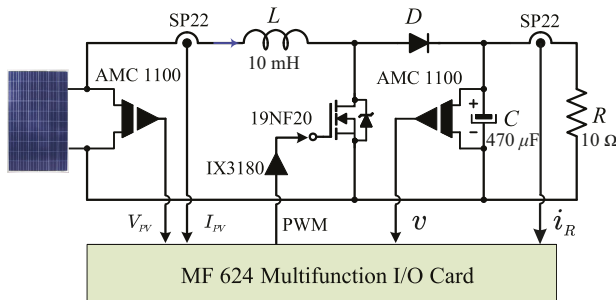 SP22
L
D
SP22
10 mH
AMC 1100
AMC 1100
19NF20
+
C
R
-
470 μF
10 Ω
IX3180
V_PV
I_PV
PWM
v
i_R
MF 624 Multifunction I/O Card